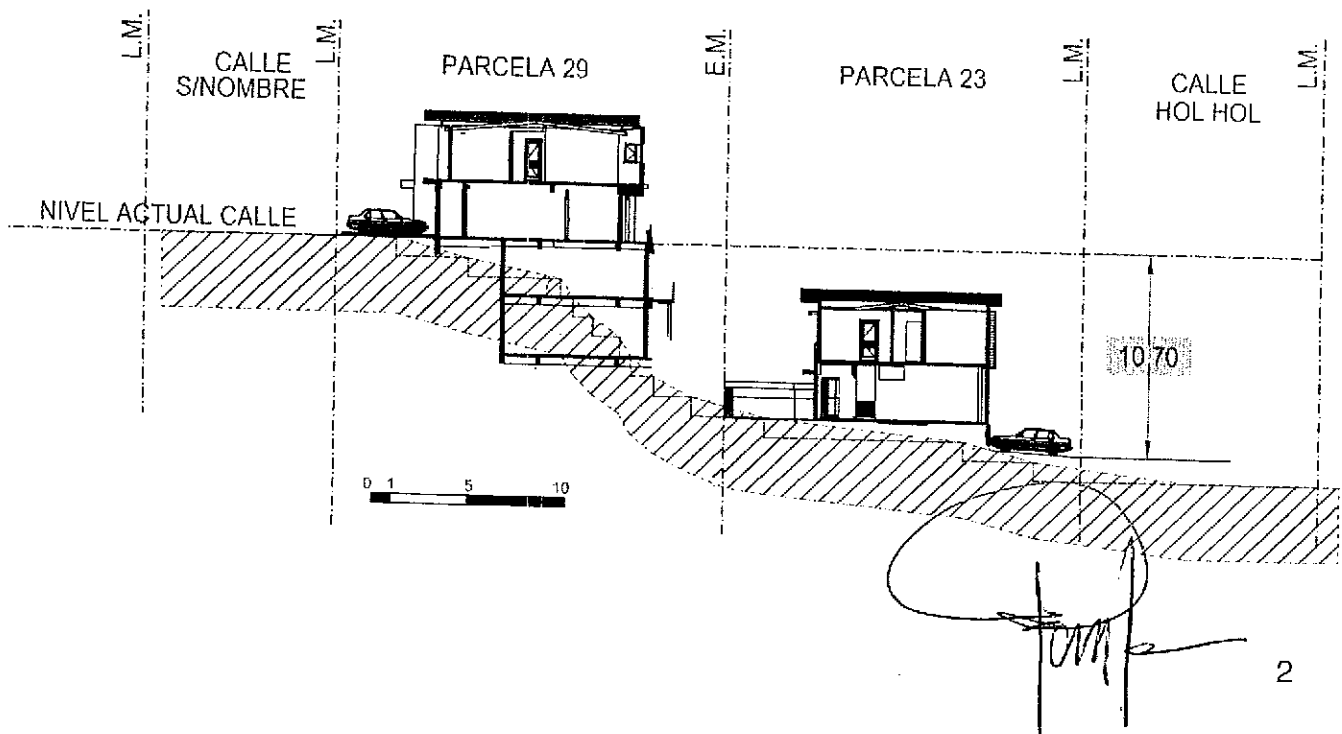 L.M.
CALLE
S/NOMBRE
L.M.
PARCELA 29
E.M.
PARCELA 23
L.M.
CALLE
HOL HOL
L.M.
NIVEL ACTUAL CALLE
10.70
0 1 5 10
2